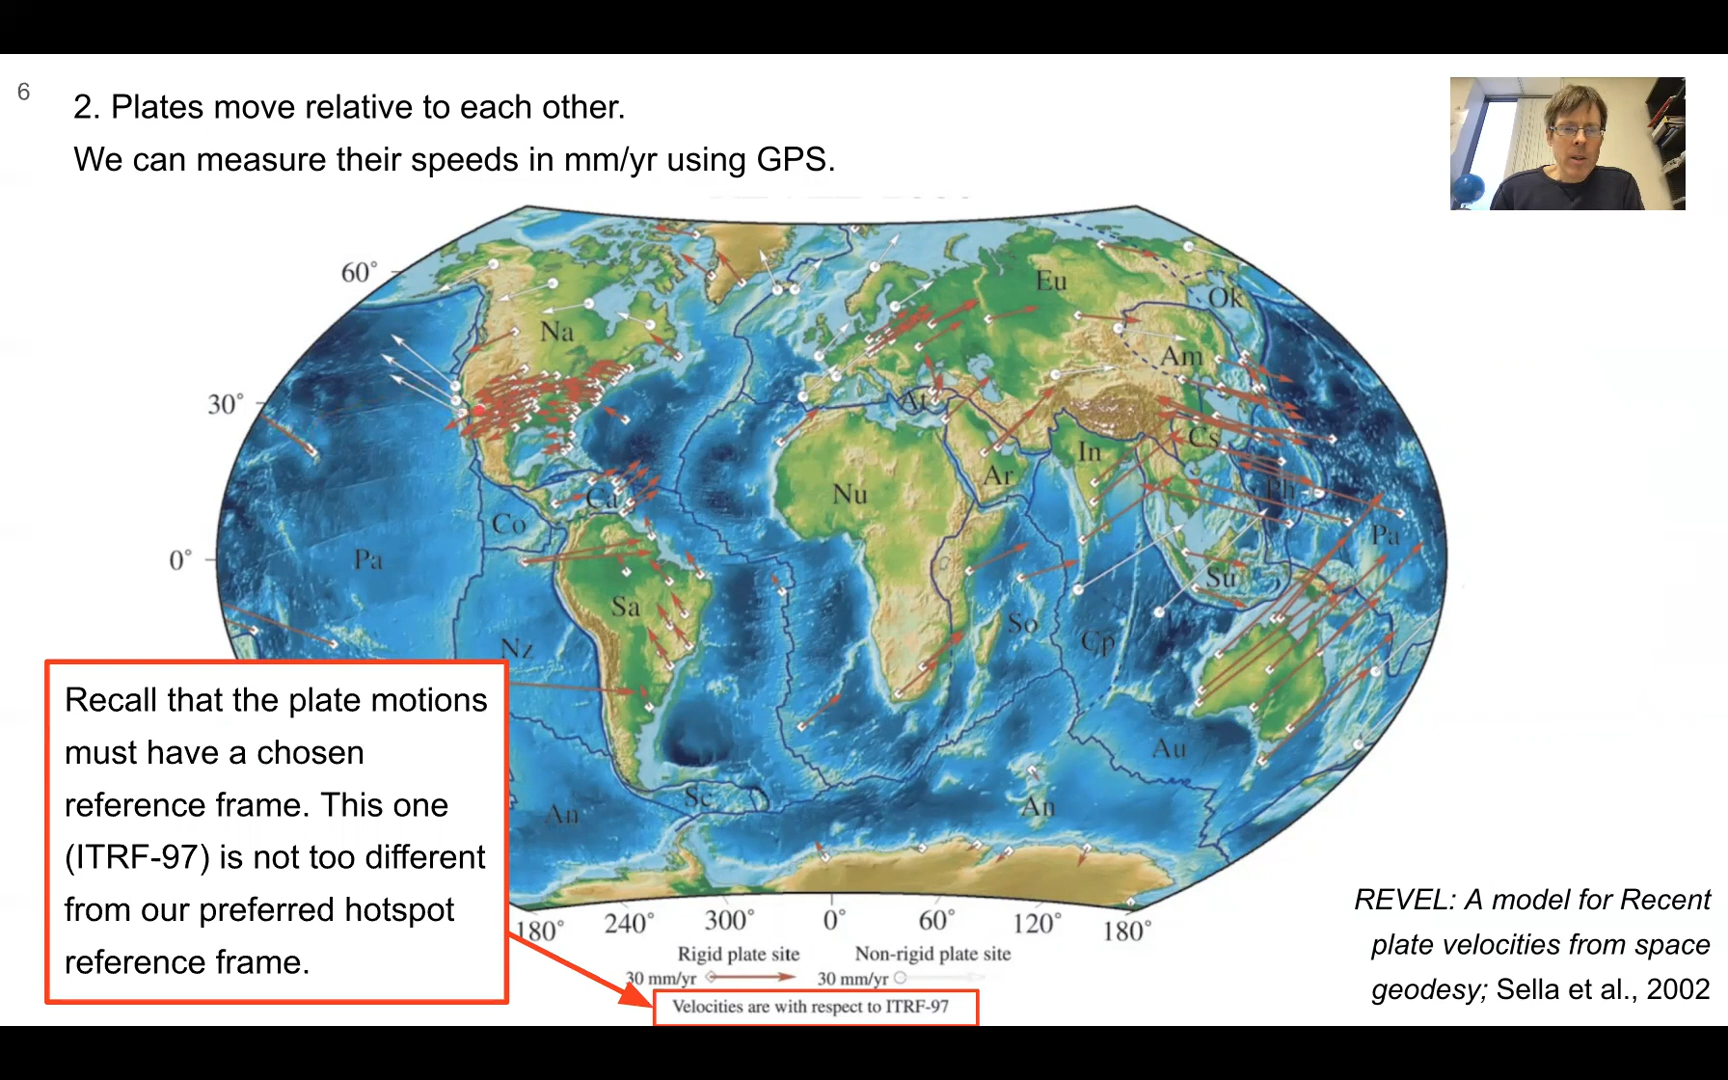 6
2. Plates move relative to each other.
We can measure their speeds in mm/yr using GPS.
60°
30°
0°
Na
Eu
Ok
Am
At
Cs
In
Ar
Ca
Co
Nu
Ph
Pa
Pa
Sa
Su
So
Cp
Nz
Au
An
Sc
An
Recall that the plate motions
must have a chosen
reference frame. This one
(ITRF-97) is not too different
from our preferred hotspot
reference frame.
180° 240° 300° 0° 60° 120° 180°
Rigid plate site Non-rigid plate site
30 mm/yr 30 mm/yr
Velocities are with respect to ITRF-97
REVEL: A model for Recent
plate velocities from space
geodesy; Sella et al., 2002